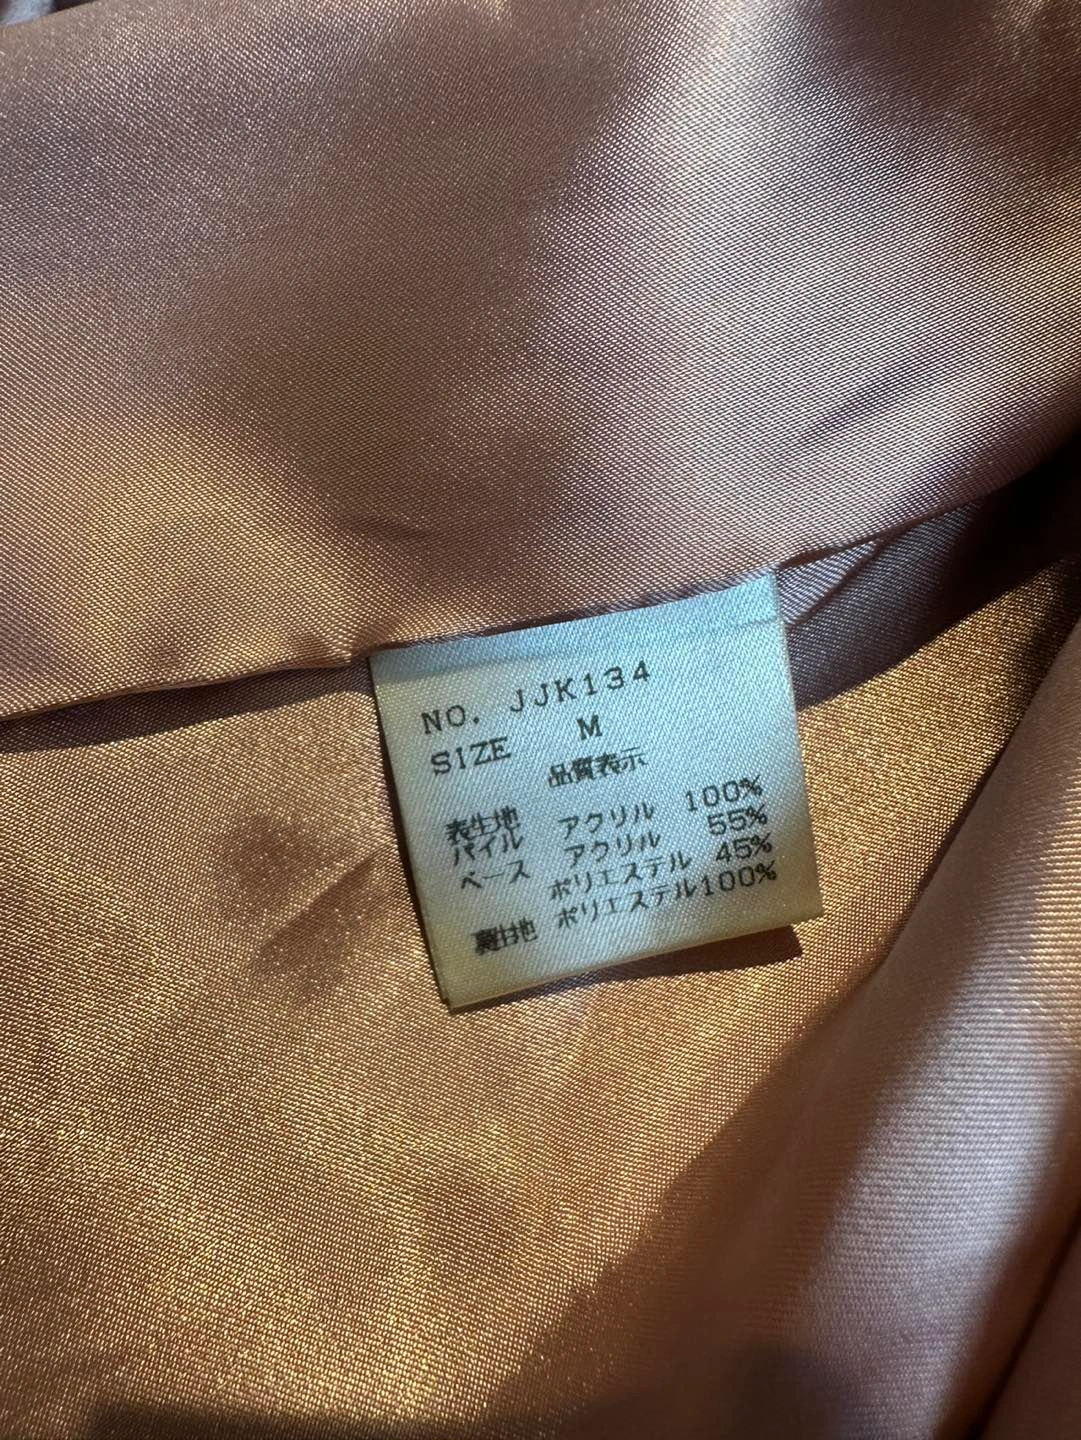 NO. JJK134
SIZE M
品質表示
表生地
パイル アクリル 100%
ベース アクリル 55%
ポリエステル 45%
裏生地 ポリエステル100%